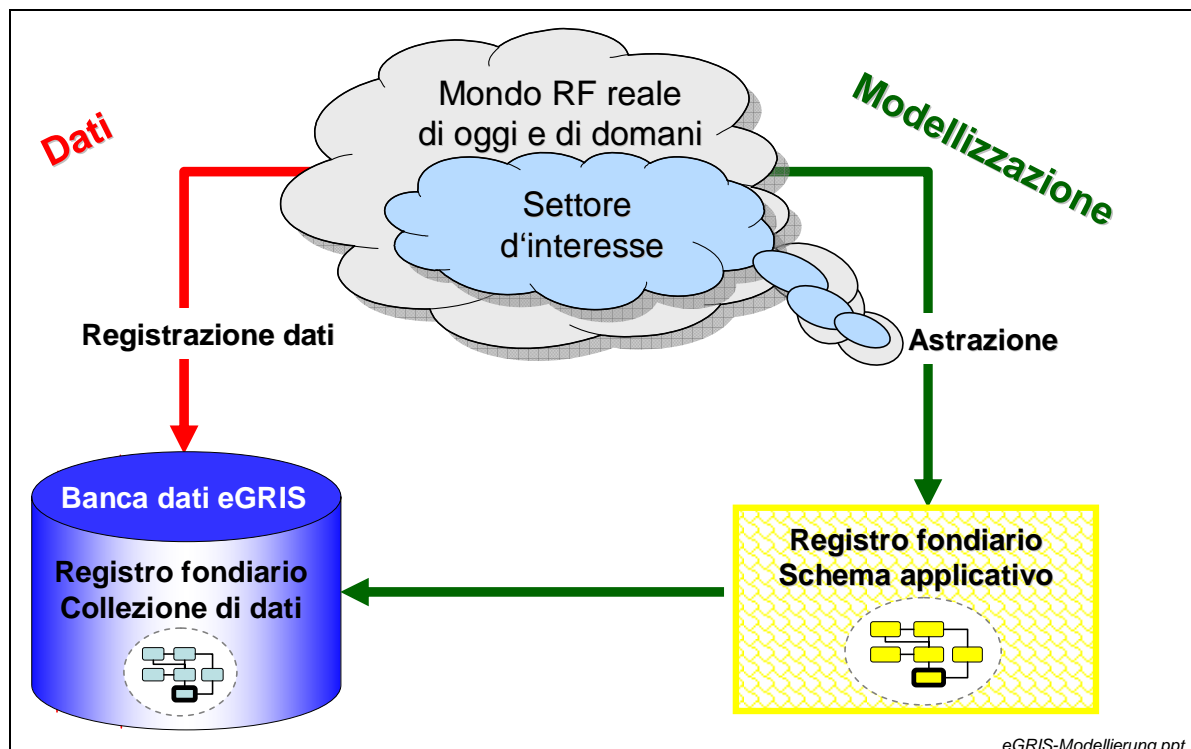 Dati
Mondo RF reale
di oggi e di domani
Modellizzazione
Settore
d‘interesse
Registrazione dati
Astrazione
Banca dati eGRIS
Registro fondiario
Collezione di dati
Registro fondiario
Schema applicativo
eGRIS-Modellierung.ppt